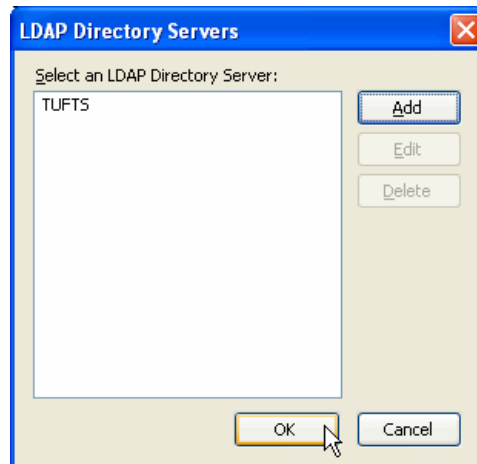 LDAP Directory Servers
Select an LDAP Directory Server:
TUFTS
Add
Edit
Delete
OK
Cancel